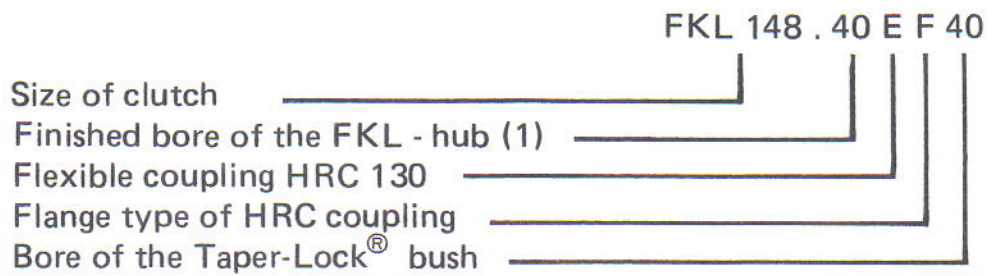 FKL 148 . 40 E F 40
Size of clutch
Finished bore of the FKL - hub (1)
Flexible coupling HRC 130
Flange type of HRC coupling
Bore of the Taper-Lock® bush